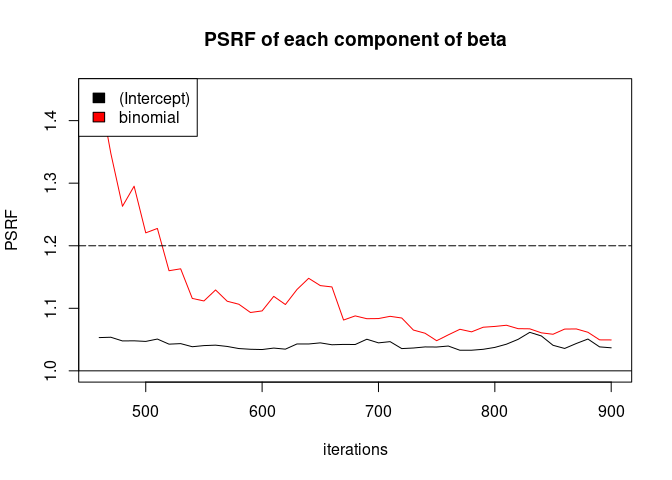 PSRF of each component of beta
(Intercept)
binomial
PSRF
1.4
1.3
1.2
1.1
1.0
500 600 700 800 900
iterations